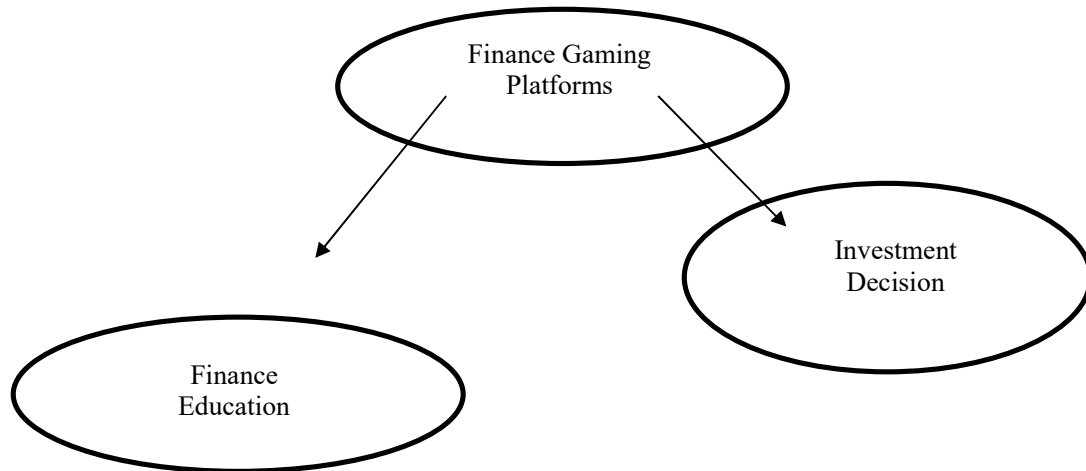 Finance Gaming
Platforms
Investment
Decision
Finance
Education